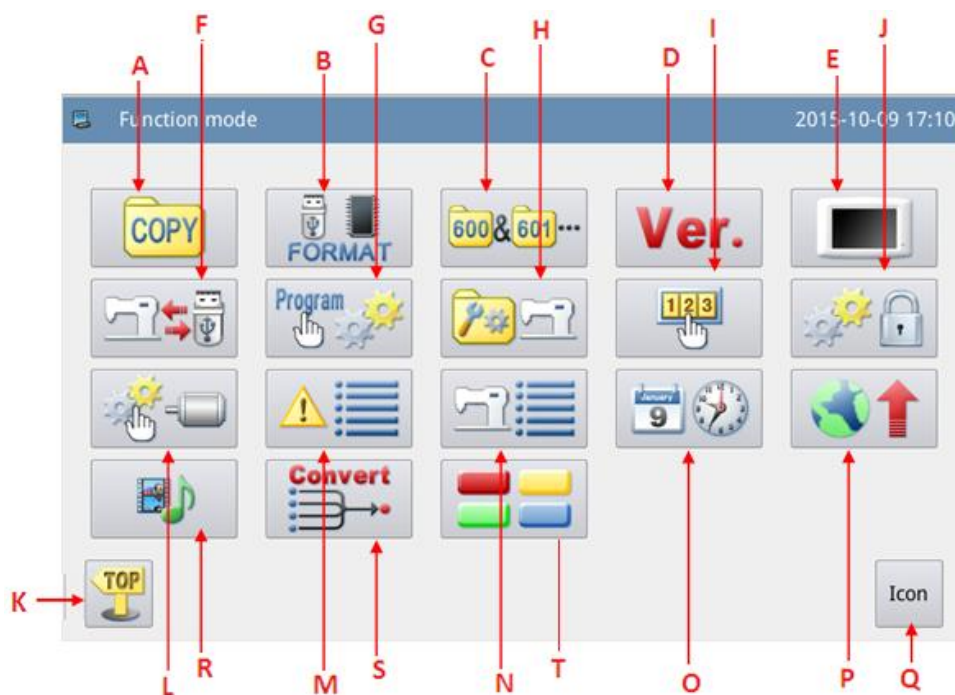 F G H I J
A B C D E
Function mode 2015-10-09 17:10
COPY
FORMAT
600 & 601 ...
Ver.
Program
1 2 3
January
9
Convert
TOP
Icon
K
L R M S N T O P Q